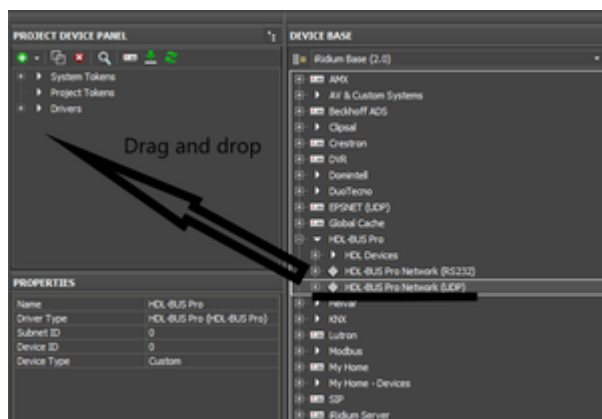 PROJECT DEVICE PANEL
System Tokens
Project Tokens
Drivers
Drag and drop
PROPERTIES
Name HDL-BUS Pro
Driver Type HDL-BUS Pro (HDL-BUS Pro)
Subnet ID 0
Device ID 0
Device Type Custom
DEVICE BASE
iRidium Base (2.0)
AMX
AV & Custom Systems
Beckhoff ADS
Clipsal
Crestron
DVR
Domintell
DuoTecno
EPSNET (UDP)
Global Cache
HDL-BUS Pro
HDL Devices
HDL-BUS Pro Network (RS232)
HDL-BUS Pro Network (UDP)
Helvar
KNX
Lutron
Modbus
My Home
My Home - Devices
SIP
iRidium Server